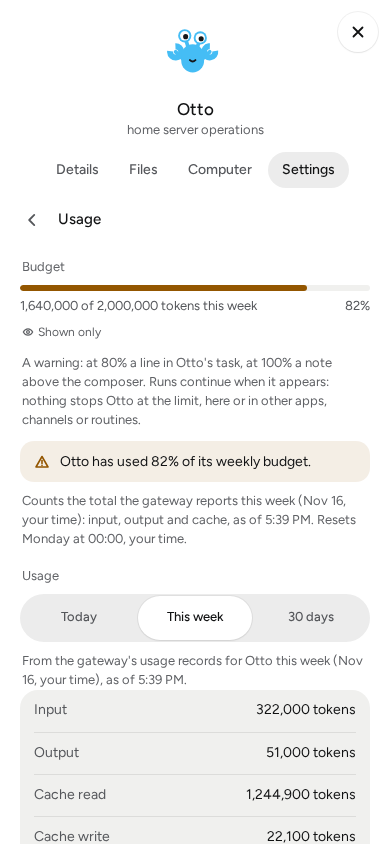 Otto
home server operations
Details
Files
Computer
Settings
Usage
Budget
1,640,000 of 2,000,000 tokens this week
82%
Shown only
A warning: at 80% a line in Otto's task, at 100% a note
above the composer. Runs continue when it appears:
nothing stops Otto at the limit, here or in other apps,
channels or routines.
Otto has used 82% of its weekly budget.
Counts the total the gateway reports this week (Nov 16,
your time): input, output and cache, as of 5:39 PM. Resets
Monday at 00:00, your time.
Usage
Today
This week
30 days
From the gateway's usage records for Otto this week (Nov
16, your time), as of 5:39 PM.
Input
322,000 tokens
Output
51,000 tokens
Cache read
1,244,900 tokens
Cache write
22,100 tokens